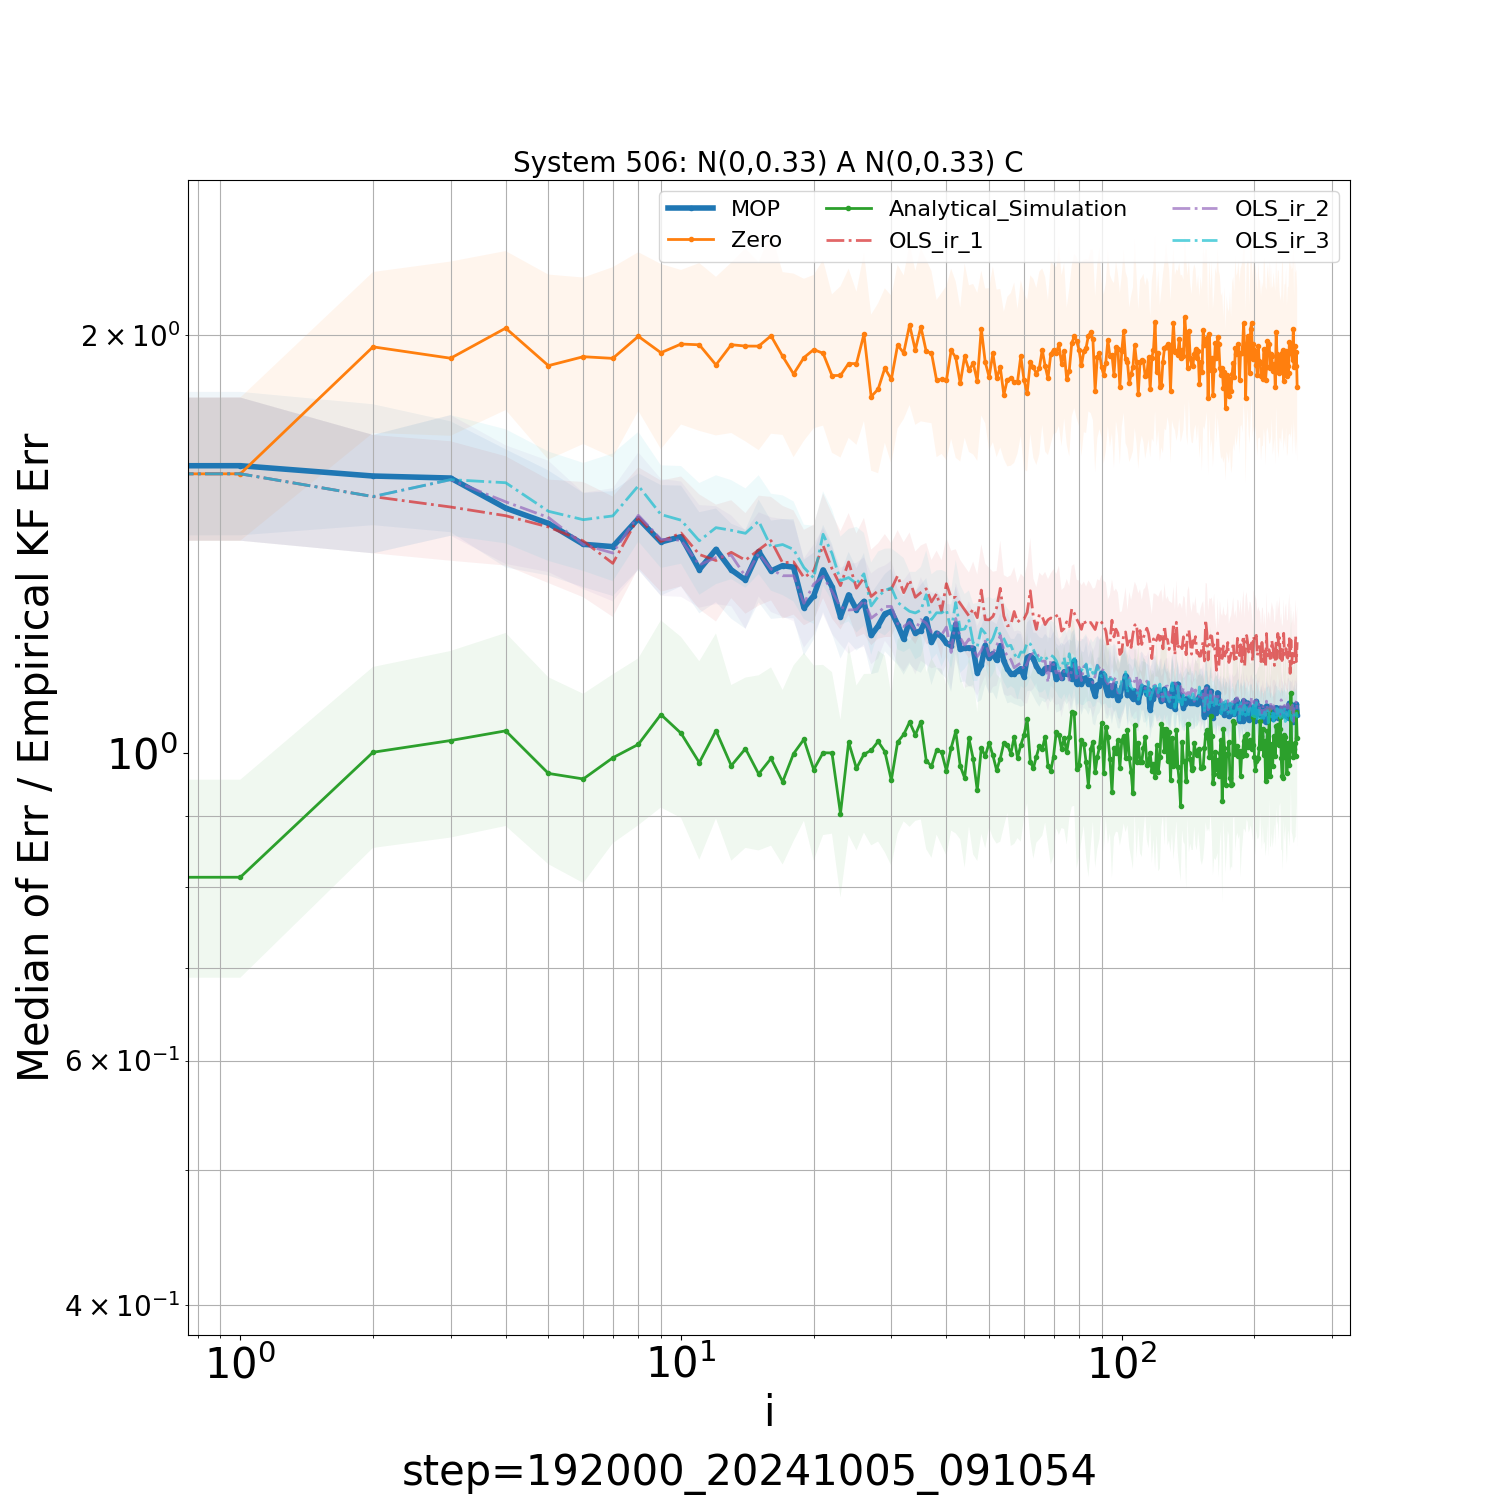 System 506: N(0,0.33) A N(0,0.33) C
MOP
Zero
Analytical_Simulation
OLS_ir_1
OLS_ir_2
OLS_ir_3
Median of Err / Empirical KF Err
2 × 10⁰
10⁰
6 × 10⁻¹
4 × 10⁻¹
10⁰ 10¹ 10²
i
step=192000_20241005_091054